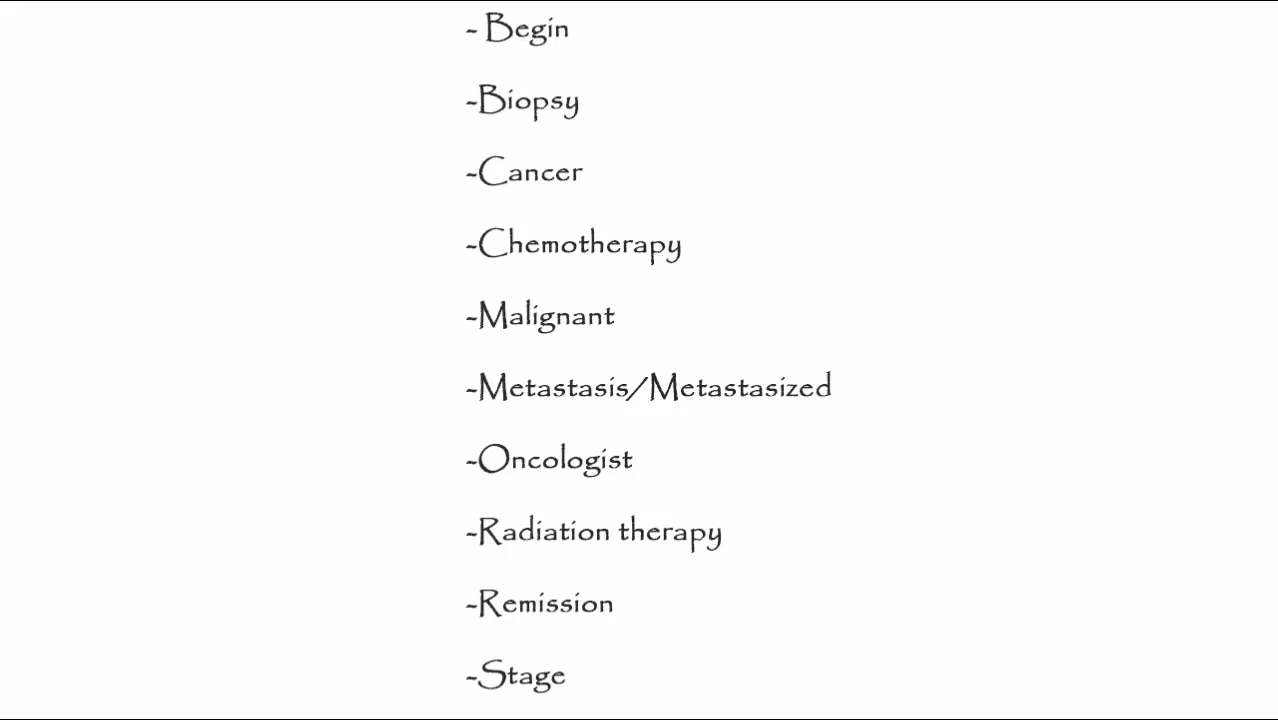 - Begin
-Biopsy
-Cancer
-Chemotherapy
-Malignant
-Metastasis/Metastasized
-Oncologist
-Radiation therapy
-Remission
-Stage